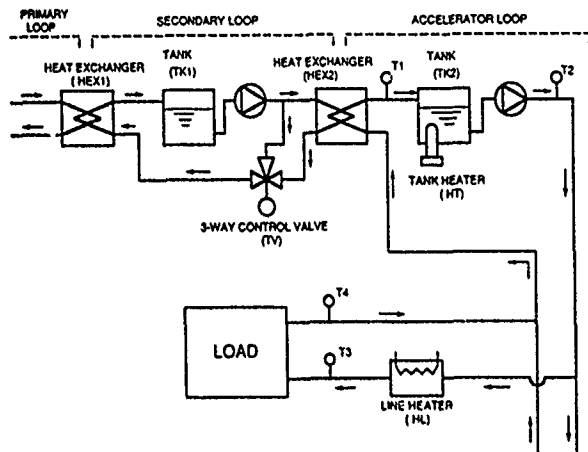 PRIMARY
LOOP
SECONDARY LOOP
ACCELERATOR LOOP
HEAT EXCHANGER
(HEX1)
TANK
(TK1)
HEAT EXCHANGER
(HEX2)
T1
TANK
(TK2)
T2
TANK HEATER
(HT)
3-WAY CONTROL VALVE
(TV)
T4
LOAD
T3
LINE HEATER
(HL)